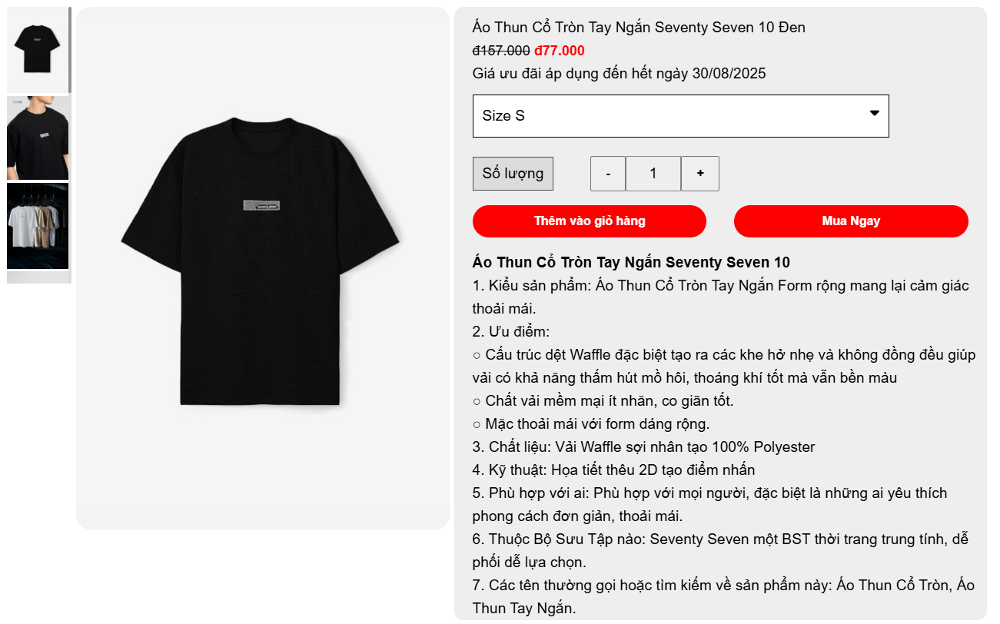 Áo Thun Cổ Tròn Tay Ngắn Seventy Seven 10 Đen
đ157.000 đ77.000
Giá ưu đãi áp dụng đến hết ngày 30/08/2025
Size S
Số lượng - 1 +
Thêm vào giỏ hàng Mua Ngay
Áo Thun Cổ Tròn Tay Ngắn Seventy Seven 10
1. Kiểu sản phẩm: Áo Thun Cổ Tròn Tay Ngắn Form rộng mang lại cảm giác
thoải mái.
2. Ưu điểm:
○ Cấu trúc dệt Waffle đặc biệt tạo ra các khe hở nhẹ và không đồng đều giúp
vải có khả năng thấm hút mồ hôi, thoáng khí tốt mà vẫn bền màu
○ Chất vải mềm mại ít nhăn, co giãn tốt.
○ Mặc thoải mái với form dáng rộng.
3. Chất liệu: Vải Waffle sợi nhân tạo 100% Polyester
4. Kỹ thuật: Họa tiết thêu 2D tạo điểm nhấn
5. Phù hợp với ai: Phù hợp với mọi người, đặc biệt là những ai yêu thích
phong cách đơn giản, thoải mái.
6. Thuộc Bộ Sưu Tập nào: Seventy Seven một BST thời trang trung tính, dễ
phối dễ lựa chọn.
7. Các tên thường gọi hoặc tìm kiếm về sản phẩm này: Áo Thun Cổ Tròn, Áo
Thun Tay Ngắn.